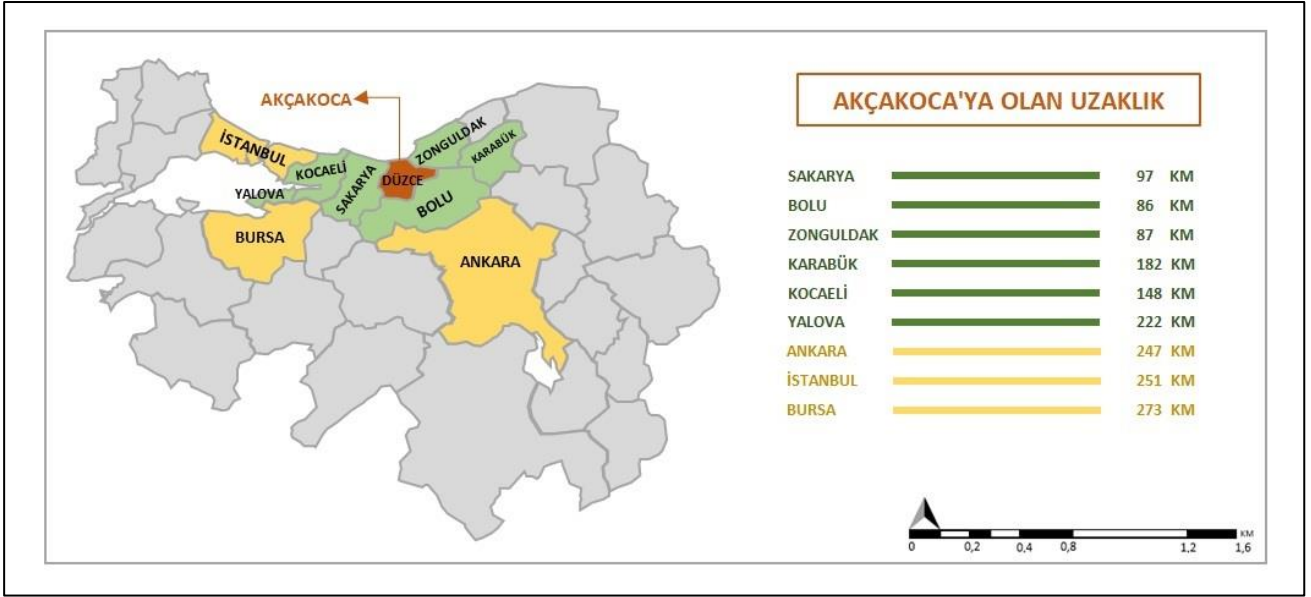 AKÇAKOCA
İSTANBUL
KOCAELİ
YALOVA
SAKARYA
DÜZCE
ZONGULDAK
KARABÜK
BOLU
BURSA
ANKARA
AKÇAKOCA'YA OLAN UZAKLIK
SAKARYA 97 KM
BOLU 86 KM
ZONGULDAK 87 KM
KARABÜK 182 KM
KOCAELİ 148 KM
YALOVA 222 KM
ANKARA 247 KM
İSTANBUL 251 KM
BURSA 273 KM
KM
0 0,2 0,4 0,8 1,2 1,6